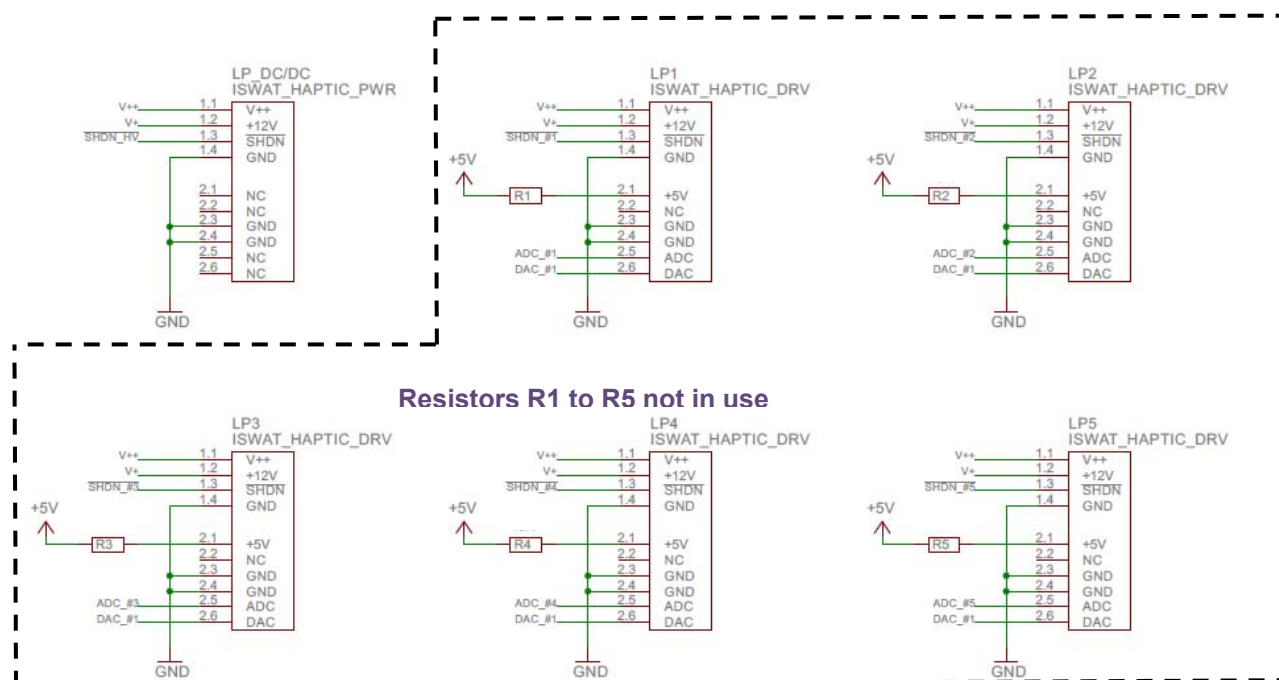 LP_DC/DC
ISWAT_HAPTIC_PWR
V++ 1.1 V++
V+ 1.2 +12V
SHDN_HV 1.3 SHDN
1.4 GND
2.1 NC
2.2 NC
2.3 GND
2.4 GND
2.5 NC
2.6 NC
GND
LP1
ISWAT_HAPTIC_DRV
V++ 1.1 V++
V+ 1.2 +12V
SHDN_#1 1.3 SHDN
1.4 GND
+5V
R1 2.1 +5V
2.2 NC
2.3 GND
2.4 GND
ADC_#1 2.5 ADC
DAC_#1 2.6 DAC
GND
LP2
ISWAT_HAPTIC_DRV
V++ 1.1 V++
V+ 1.2 +12V
SHDN_#2 1.3 SHDN
1.4 GND
+5V
R2 2.1 +5V
2.2 NC
2.3 GND
2.4 GND
ADC_#2 2.5 ADC
DAC_#1 2.6 DAC
GND
Resistors R1 to R5 not in use
LP3
ISWAT_HAPTIC_DRV
V++ 1.1 V++
V+ 1.2 +12V
SHDN_#3 1.3 SHDN
1.4 GND
+5V
R3 2.1 +5V
2.2 NC
2.3 GND
2.4 GND
ADC_#3 2.5 ADC
DAC_#1 2.6 DAC
GND
LP4
ISWAT_HAPTIC_DRV
V++ 1.1 V++
V+ 1.2 +12V
SHDN_#4 1.3 SHDN
1.4 GND
+5V
R4 2.1 +5V
2.2 NC
2.3 GND
2.4 GND
ADC_#4 2.5 ADC
DAC_#1 2.6 DAC
GND
LP5
ISWAT_HAPTIC_DRV
V++ 1.1 V++
V+ 1.2 +12V
SHDN_#5 1.3 SHDN
1.4 GND
+5V
R5 2.1 +5V
2.2 NC
2.3 GND
2.4 GND
ADC_#5 2.5 ADC
DAC_#1 2.6 DAC
GND